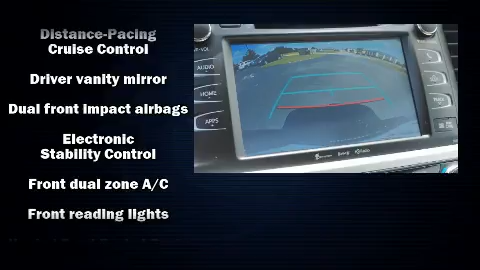 Distance-Pacing
Cruise Control
Driver vanity mirror
Dual front impact airbags
Electronic
Stability Control
Front dual zone A/C
Front reading lights
AUDIO
HOME
APPS